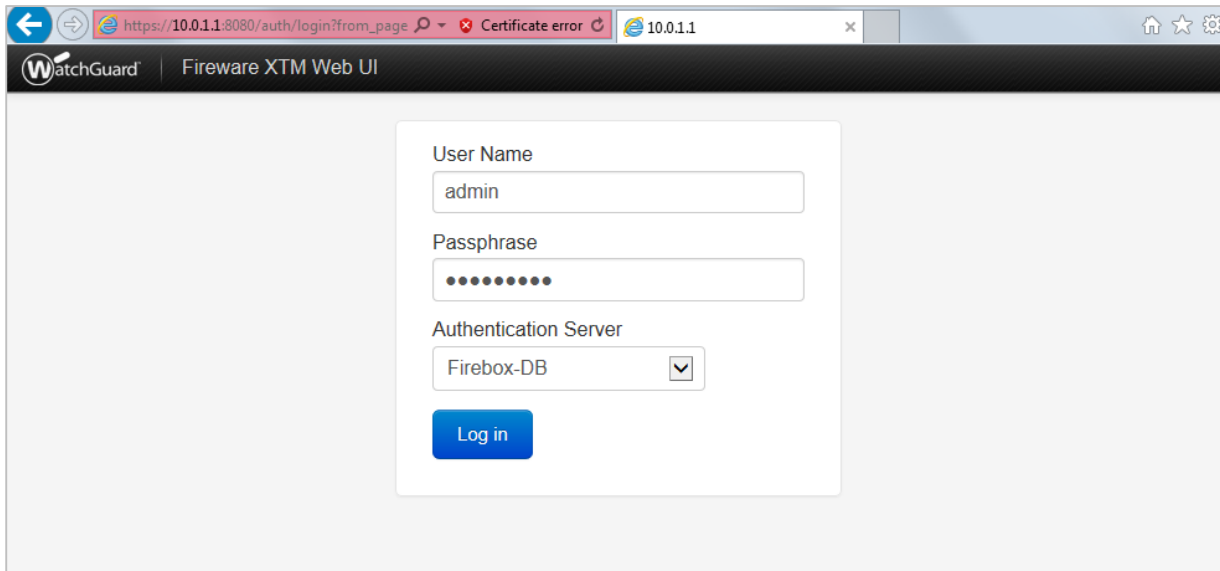 https://10.0.1.1:8080/auth/login?from_page Certificate error 10.0.1.1
WatchGuard Fireware XTM Web UI
User Name
admin
Passphrase
•••••••••
Authentication Server
Firebox-DB
Log in